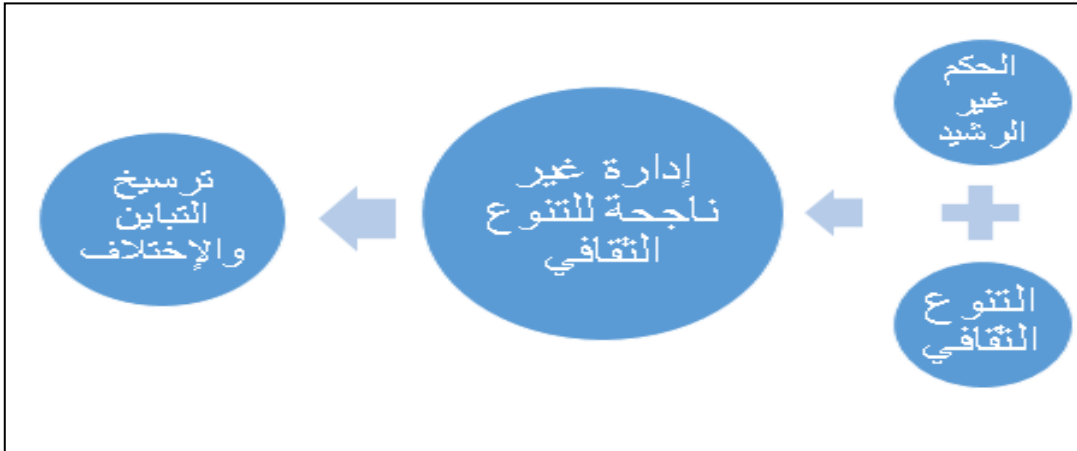 الحكم
غير
الرشيد
التنوع
الثقافي
إدارة غير
ناجحة للتنوع
الثقافي
ترسيخ
التباين
والإختلاف